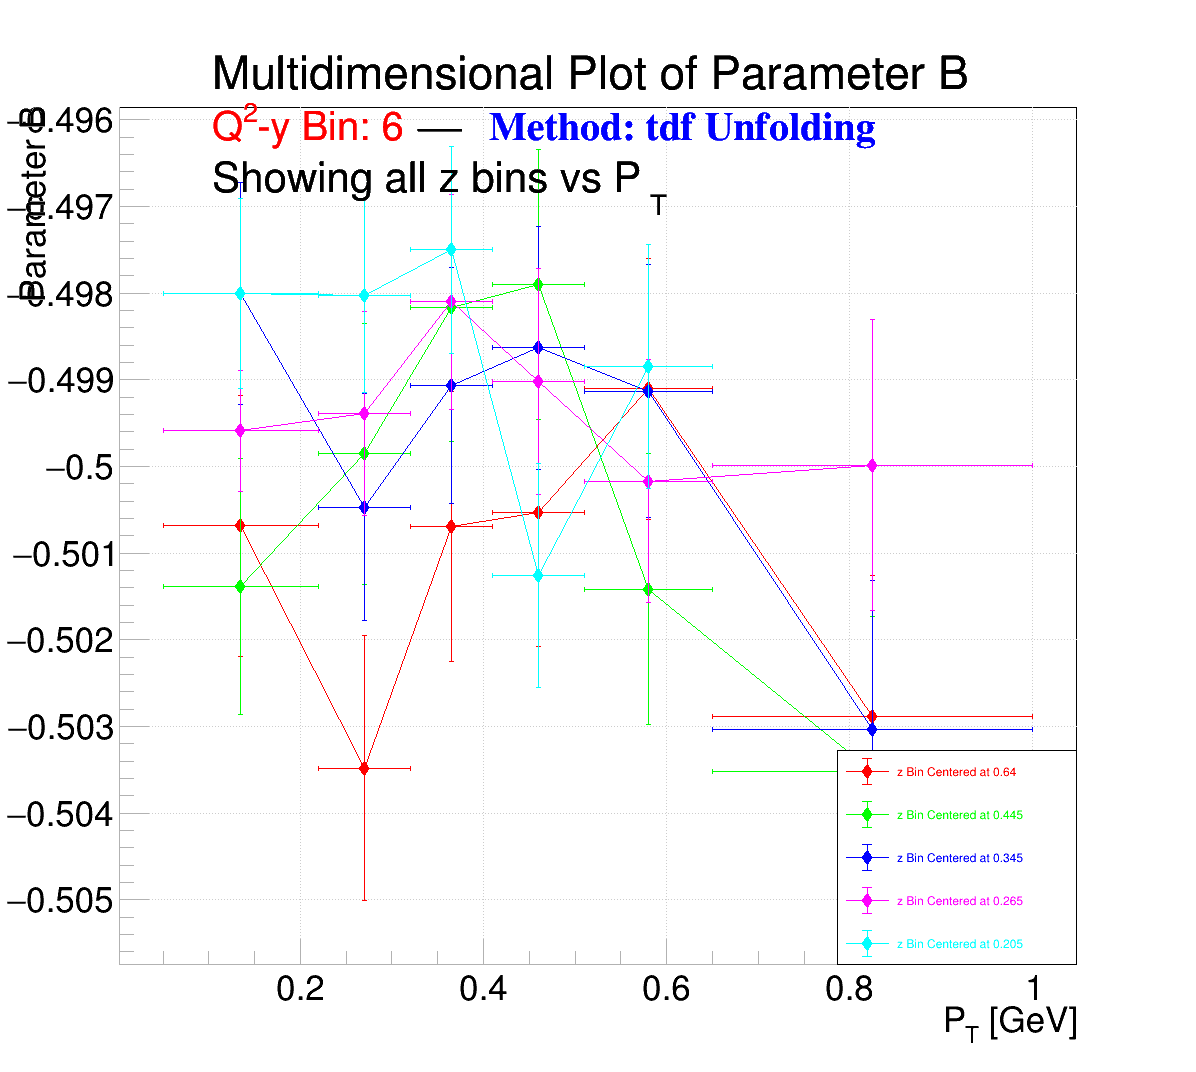 Multidimensional Plot of Parameter B
Q2-y Bin: 6 — Method: tdf Unfolding
Showing all z bins vs PT
Parameter B
−0.496
−0.497
−0.498
−0.499
−0.5
−0.501
−0.502
−0.503
−0.504
−0.505
z Bin Centered at 0.64
z Bin Centered at 0.445
z Bin Centered at 0.345
z Bin Centered at 0.265
z Bin Centered at 0.205
0.2 0.4 0.6 0.8 1
PT [GeV]